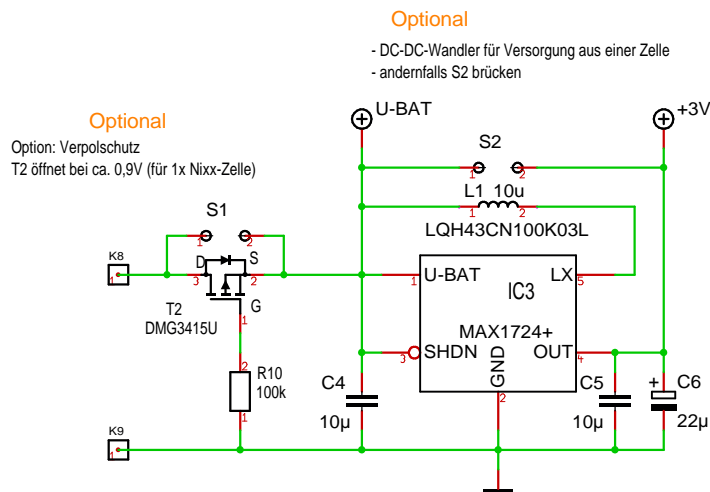 Optional
- DC-DC-Wandler für Versorgung aus einer Zelle
- andernfalls S2 brücken
U-BAT
+3V
Optional
Option: Verpolschutz
T2 öffnet bei ca. 0,9V (für 1x Nixx-Zelle)
S2
1 2
L1 10u
1 2
LQH43CN100K03L
S1
1 2
K8
1
D S
3 2
G
1
T2
DMG3415U
U-BAT LX
1 5
IC3
MAX1724+
SHDN OUT
3 4
GND
2
2
R10
100k
1
C4
10µ
C5
10µ
+
C6
22µ
K9
1